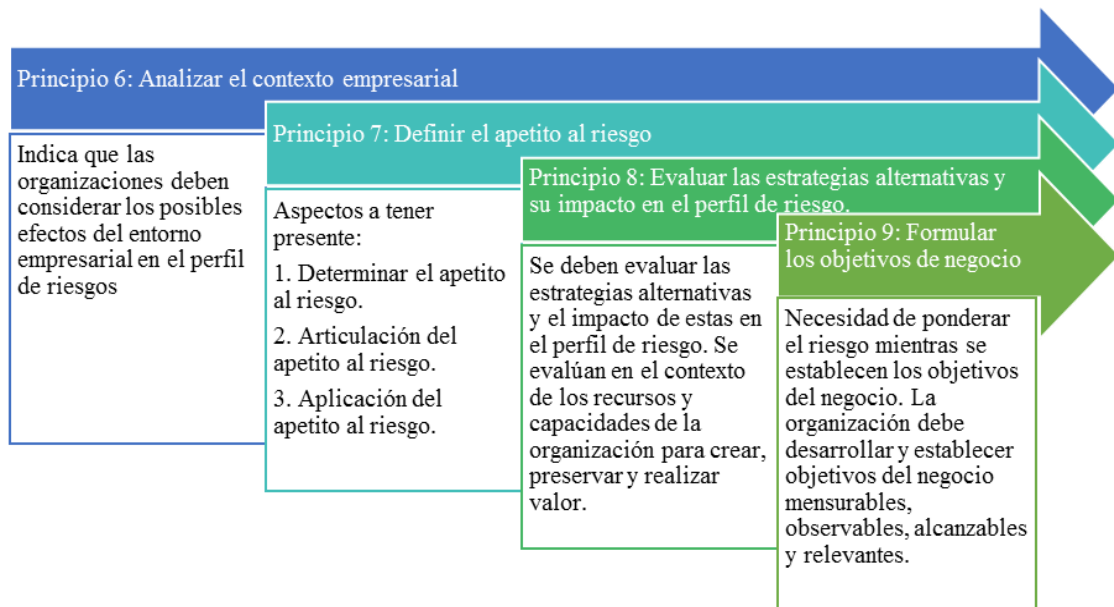 Principio 6: Analizar el contexto empresarial
Indica que las
organizaciones deben
considerar los posibles
efectos del entorno
empresarial en el perfil
de riesgos
Principio 7: Definir el apetito al riesgo
Aspectos a tener
presente:
1. Determinar el apetito
al riesgo.
2. Articulación del
apetito al riesgo.
3. Aplicación del
apetito al riesgo.
Principio 8: Evaluar las estrategias alternativas y
su impacto en el perfil de riesgo.
Se deben evaluar las
estrategias alternativas
y el impacto de estas en
el perfil de riesgo. Se
evalúan en el contexto
de los recursos y
capacidades de la
organización para crear,
preservar y realizar
valor.
Principio 9: Formular
los objetivos de negocio
Necesidad de ponderar
el riesgo mientras se
establecen los objetivos
del negocio. La
organización debe
desarrollar y establecer
objetivos del negocio
mensurables,
observables, alcanzables
y relevantes.